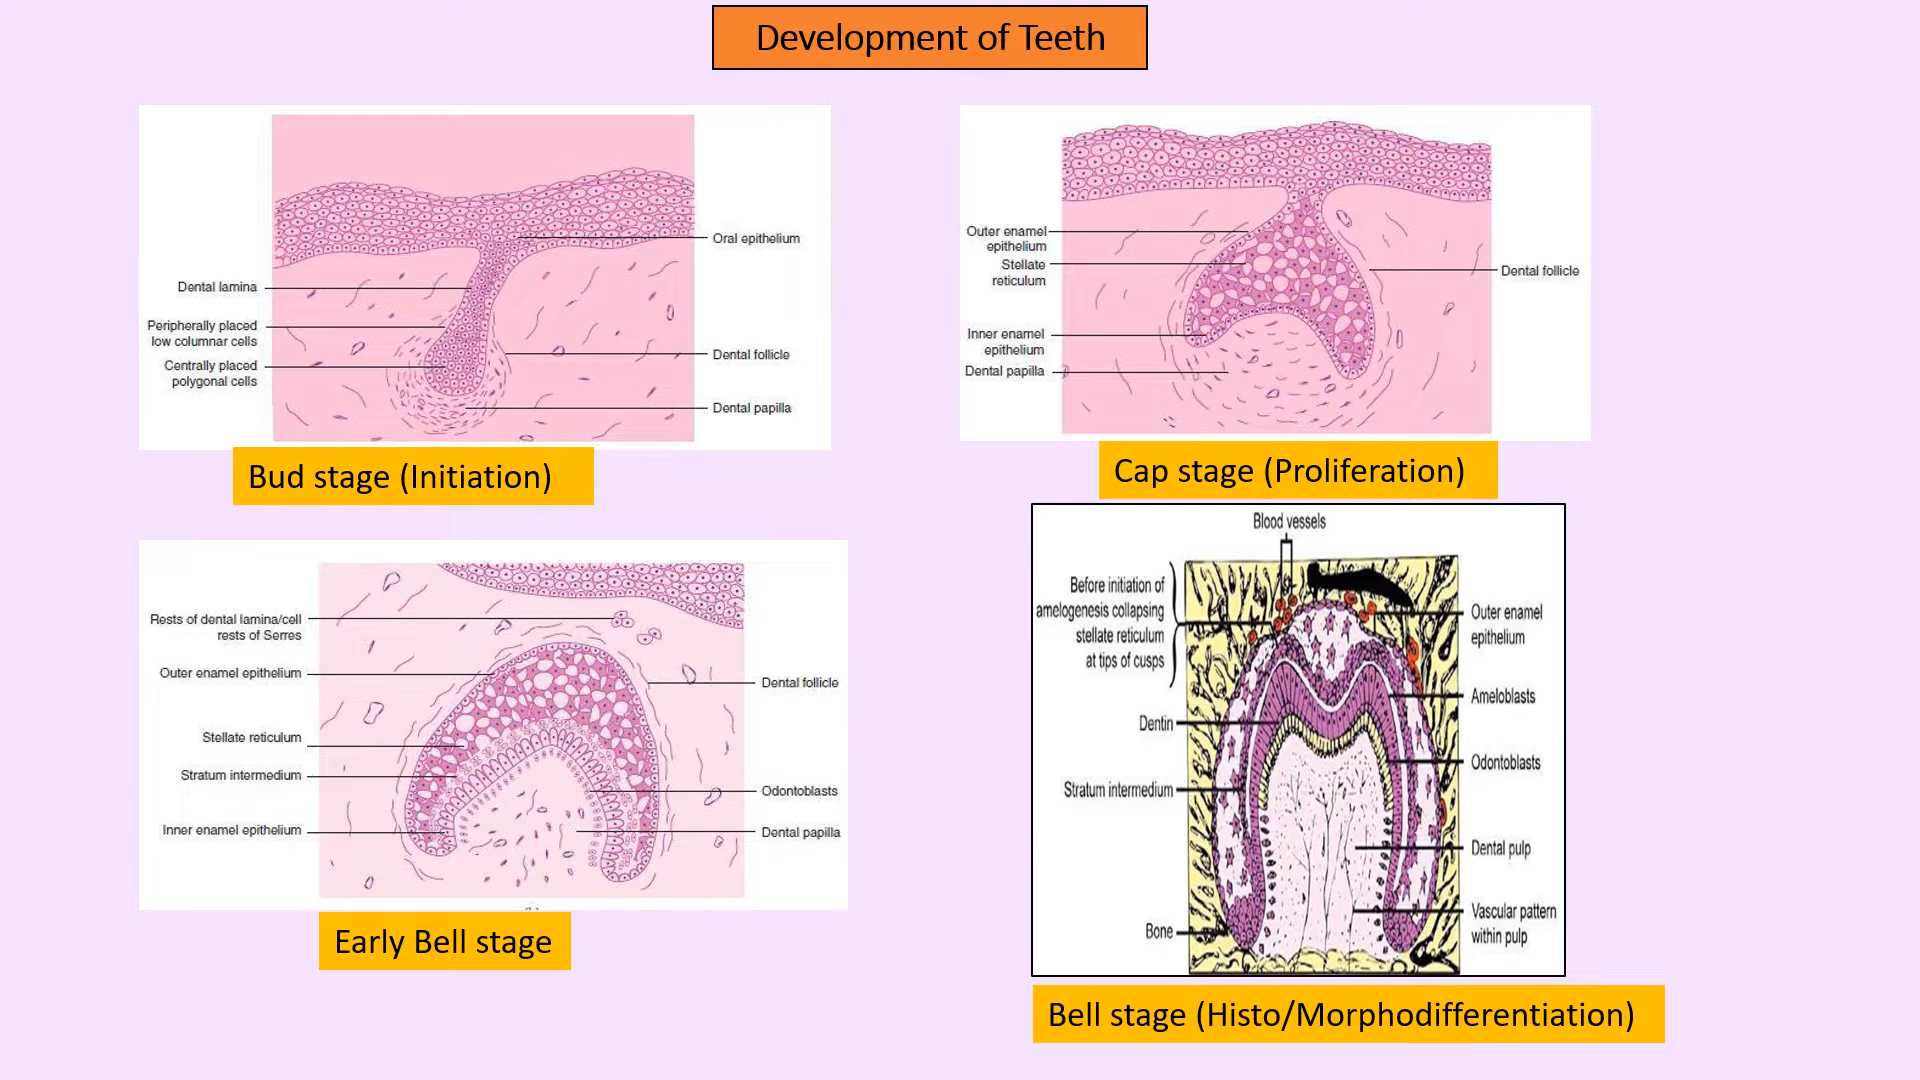 Development of Teeth
Oral epithelium
Dental lamina
Peripherally placed
low columnar cells
Centrally placed
polygonal cells
Dental follicle
Dental papilla
Bud stage (Initiation)
Outer enamel
epithelium
Stellate
reticulum
Inner enamel
epithelium
Dental papilla
Dental follicle
Cap stage (Proliferation)
Rests of dental lamina/cell
rests of Serres
Outer enamel epithelium
Stellate reticulum
Stratum intermedium
Inner enamel epithelium
Dental follicle
Odontoblasts
Dental papilla
Early Bell stage
Blood vessels
Before initiation of
amelogenesis collapsing
stellate reticulum
at tips of cusps
Dentin
Stratum intermedium
Bone
Outer enamel
epithelium
Ameloblasts
Odontoblasts
Dental pulp
Vascular pattern
within pulp
Bell stage (Histo/Morphodifferentiation)